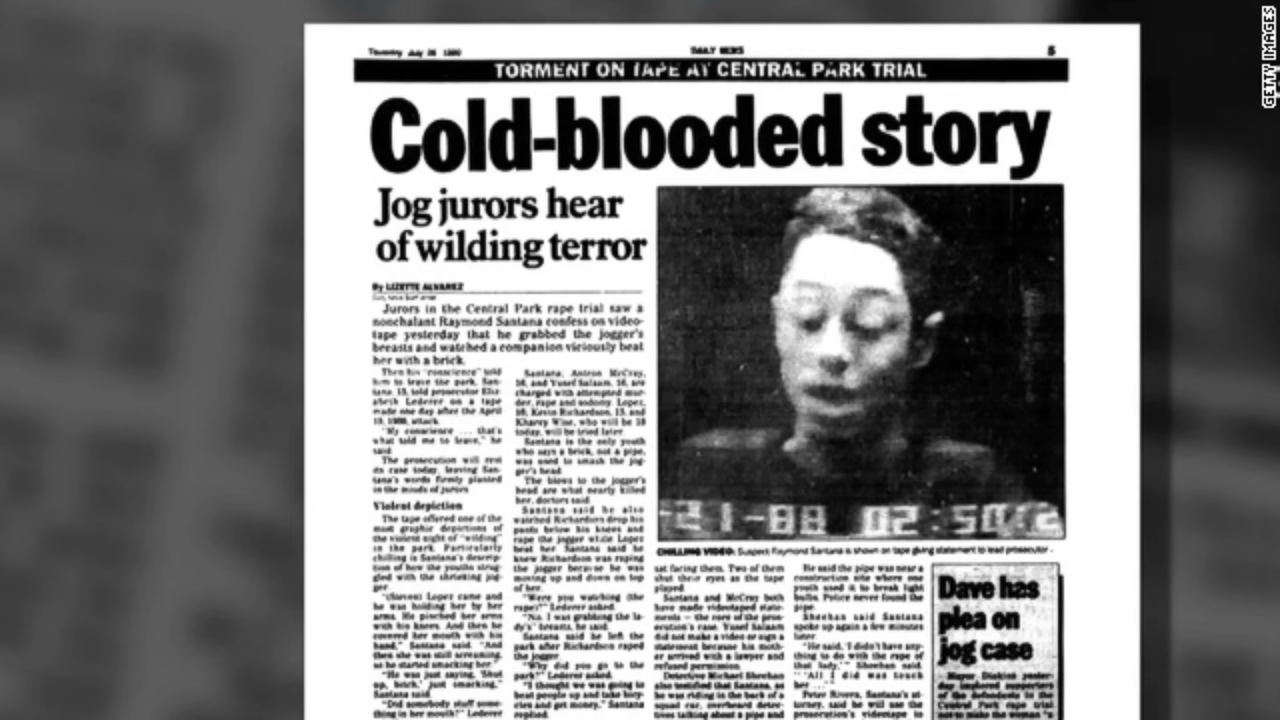 GETTY IMAGES
Thursday July 26 1990
DAILY NEWS
5
TORMENT ON TAPE AT CENTRAL PARK TRIAL
Cold-blooded story
Jog jurors hear
of wilding terror
By LIZETTE ALVAREZ
Jurors in the Central Park rape trial saw a
nonchalant Raymond Santana confess on video-
tape yesterday that he grabbed the jogger's
breasts and watched a companion viciously beat
her with a brick.
Then his "conscience" told
him to leave the park, San-
tana, 15, told prosecutor Eliz-
abeth Lederer on a tape
made one day after the April
19, 1989, attack.
"My conscience ... that's
what told me to leave," he
said.
The prosecution will rest
its case today, leaving San-
tana's words firmly planted
in the minds of jurors.
Violent depiction
The tape offered one of the
most graphic depictions of
the violent night of "wilding"
in the park. Particularly
chilling is Santana's descrip-
tion of how the youths strug-
gled with the shrieking jog-
ger.
"(Steven) Lopez came and
he was holding her by her
arms. He pinched her arms
with his knees. And then he
covered her mouth with his
hand," Santana said. "And
then she was still screaming,
so he started smacking her."
"He was just saying, 'Shut
up, bitch,' just smacking,"
Santana said.
"Did somebody stuff some-
thing in her mouth?" Lederer
Santana, Antron McCray,
16, and Yusef Salaam, 16, are
charged with attempted mur-
der, rape and sodomy. Lopez,
16; Kevin Richardson, 15, and
Kharey Wise, who will be 18
today, will be tried later.
Santana is the only youth
who says a brick, not a pipe,
was used to smash the jog-
ger's head.
The blows to the jogger's
head are what nearly killed
her, doctors said.
Santana said he also
watched Richardson drop his
pants below his knees and
rape the jogger while Lopez
beat her. Santana said he
knew Richardson was raping
the jogger because he was
moving up and down on top
of her.
"Were you watching (the
rape)?" Lederer asked.
"No. I was grabbing the la-
dy's" breasts, he said.
Santana said he left the
park after Richardson raped
the jogger.
"Why did you go to the
park?" Lederer asked.
"I thought we was going to
beat people up and take bicy-
cles and get money," Santana
replied.
-21-88 02:50
CHILLING VIDEO: Suspect Raymond Santana is shown on tape giving statement to lead prosecutor
sat facing them. Two of them
shut their eyes as the tape
played.
Santana and McCray both
have made videotaped state-
ments — the core of the pros-
ecution's case. Yusef Salaam
did not make a video or sign a
statement because his moth-
er arrived with a lawyer and
refused permission.
Detective Michael Sheehan
also testified that Santana, as
he was riding in the back of a
squad car, overheard detec-
tives talking about a pipe and
He said the pipe was near a
construction site where one
youth used it to break light
bulbs. Police never found the
pipe.
Sheehan said Santana
spoke up again a few minutes
later.
"He said, 'I didn't have any-
thing to do with the rape of
that lady,'" Sheehan said.
"'All I did was touch
her
Peter Rivera, Santana's at-
torney, said he will use the
prosecution's videotape to
Dave has
plea on
jog case
Mayor Dinkins yester-
day implored supporters
of the defendants in the
Central Park rape trial
not to make the woman "a